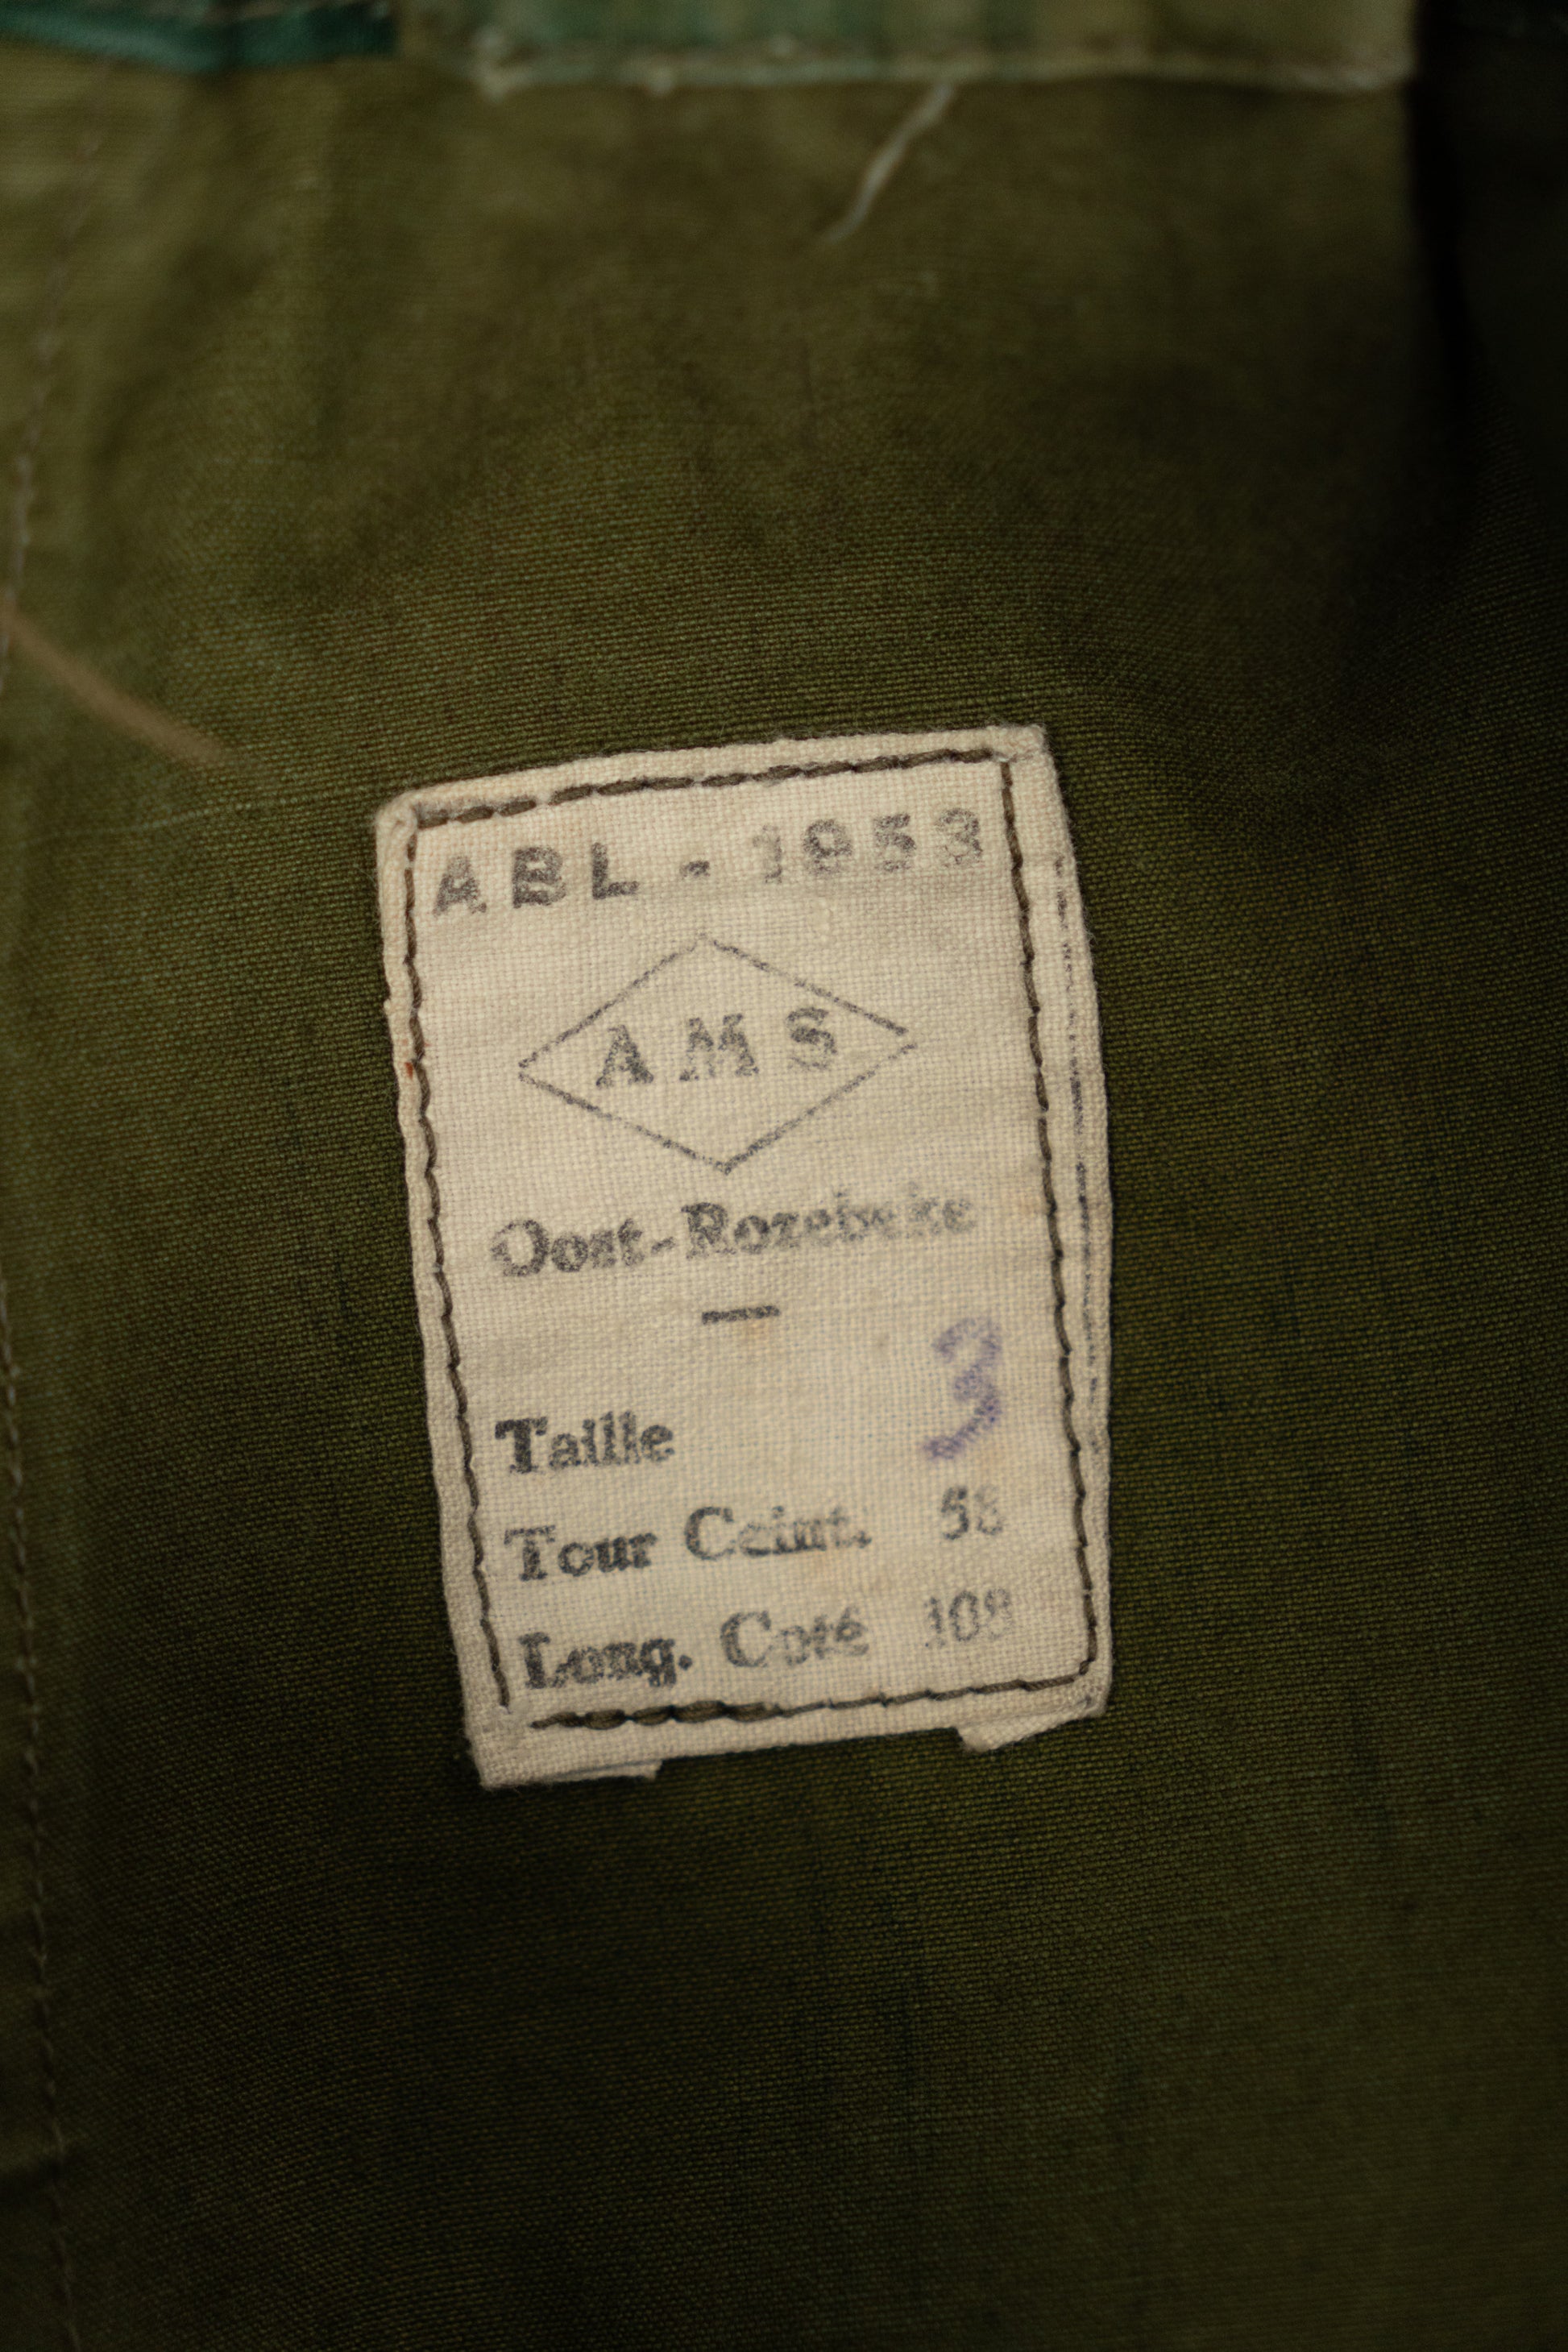 ABL - 1953
AMS
Oost-Rozebeke
—
Taille 3
Tour Ceint. 58
Long. Coté 108